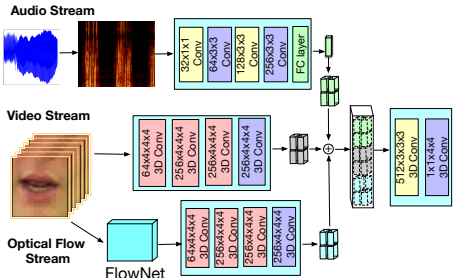 Audio Stream
32x1x1
Conv
64x3x3
Conv
128x3x3
Conv
256x3x3
Conv
FC layer
Video Stream
64x4x4x4
3D Conv
256x4x4x4
3D Conv
256x4x4x4
3D Conv
256x4x4x4
3D Conv
512x3x3x3
3D Conv
1x1x4x4
3D Conv
Optical Flow
Stream
FlowNet
64x4x4x4
3D Conv
256x4x4x4
3D Conv
256x4x4x4
3D Conv
256x4x4x4
3D Conv